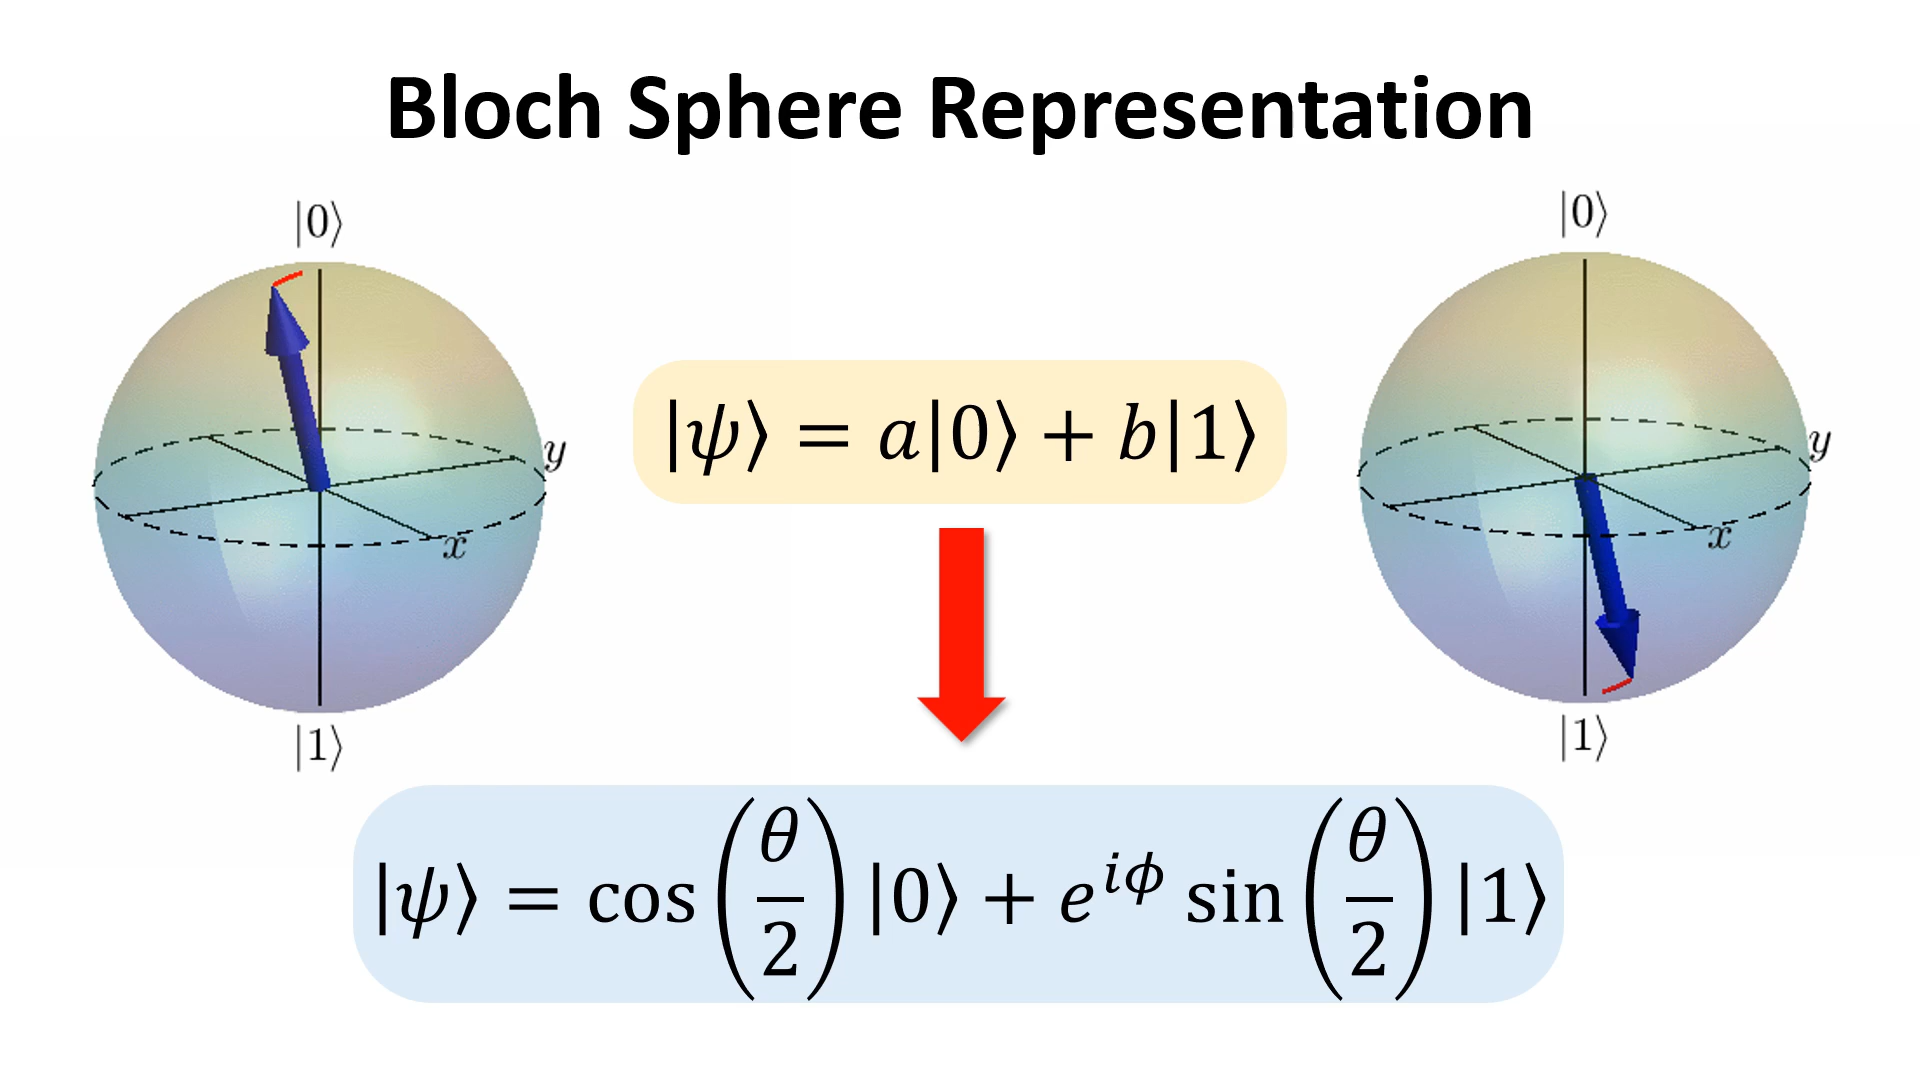 Bloch Sphere Representation
|0⟩
|0⟩
|ψ⟩ = a|0⟩ + b|1⟩
y
x
y
x
|1⟩
|1⟩
|ψ⟩ = cos(θ/2)|0⟩ + e^{iϕ} sin(θ/2)|1⟩